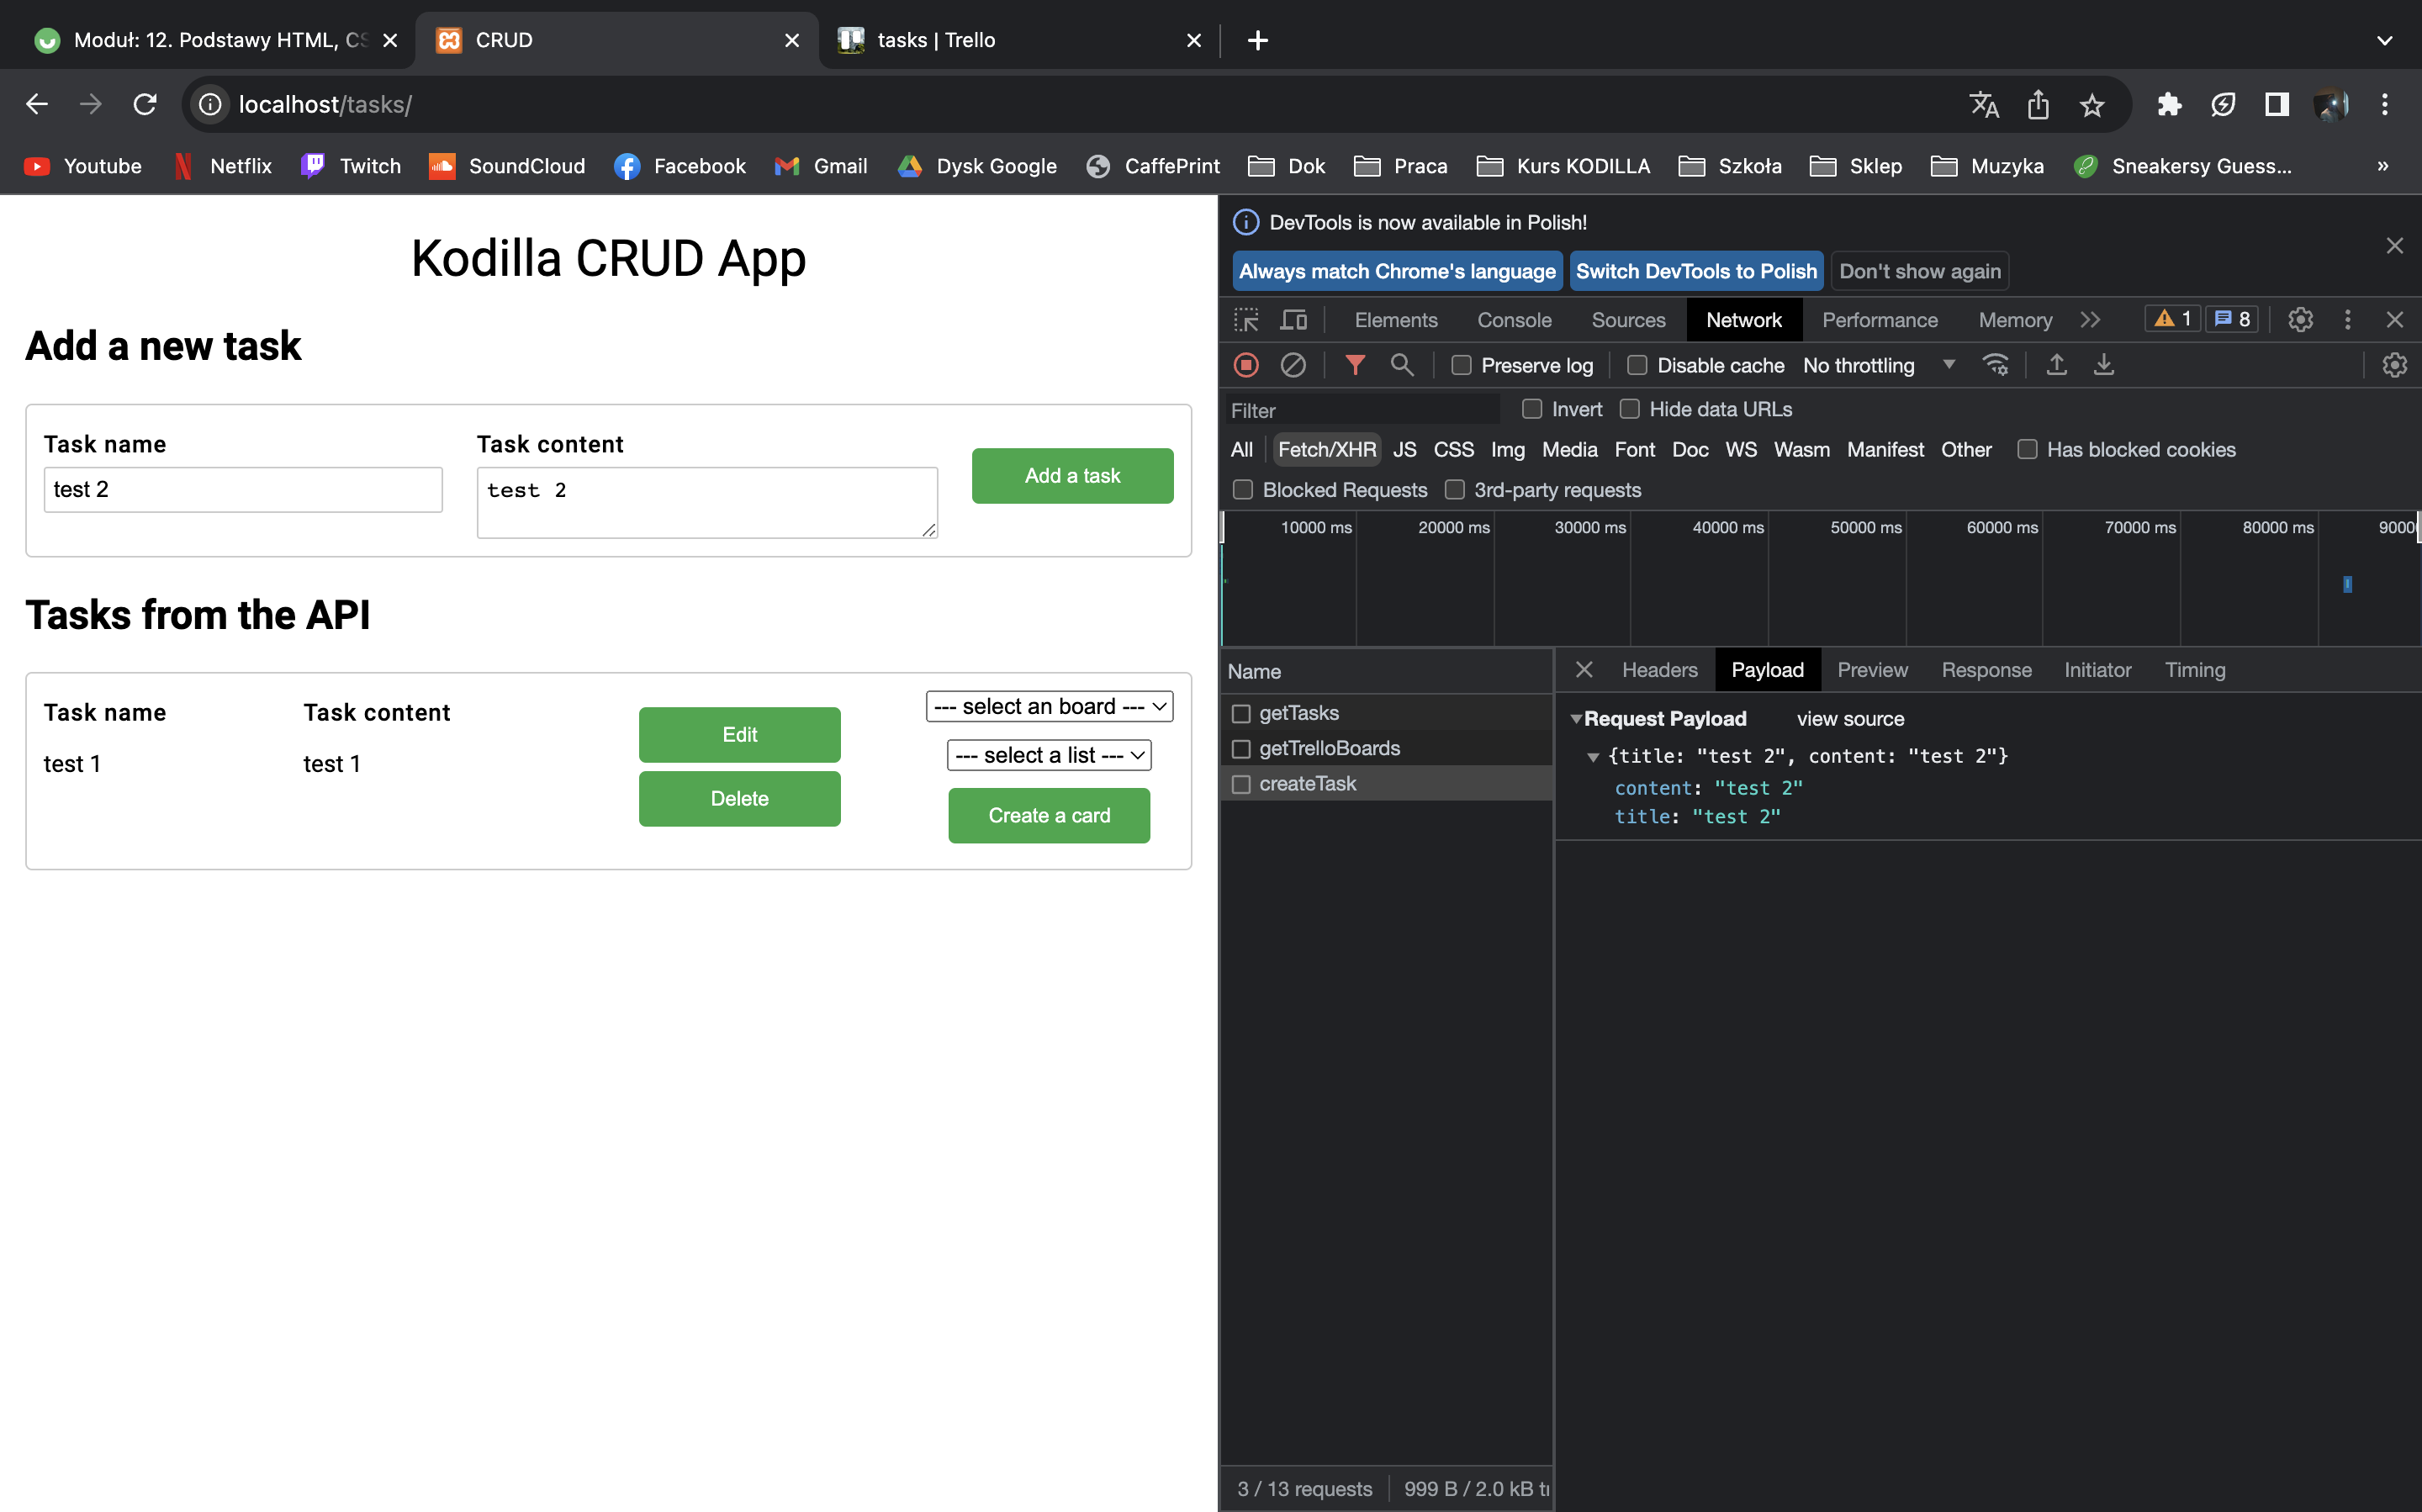 Moduł: 12. Podstawy HTML, CS
CRUD
tasks | Trello
localhost/tasks/
Youtube
Netflix
Twitch
SoundCloud
Facebook
Gmail
Dysk Google
CaffePrint
Dok
Praca
Kurs KODILLA
Szkoła
Sklep
Muzyka
Sneakersy Guess...
»
Kodilla CRUD App
Add a new task
Task name
Task content
test 2
test 2
Add a task
Tasks from the API
Task name
Task content
test 1
test 1
Edit
Delete
--- select an board ---
--- select a list ---
Create a card
DevTools is now available in Polish!
Always match Chrome's language
Switch DevTools to Polish
Don't show again
Elements
Console
Sources
Network
Performance
Memory
1
8
Preserve log
Disable cache
No throttling
Filter
Invert
Hide data URLs
All
Fetch/XHR
JS
CSS
Img
Media
Font
Doc
WS
Wasm
Manifest
Other
Has blocked cookies
Blocked Requests
3rd-party requests
10000 ms
20000 ms
30000 ms
40000 ms
50000 ms
60000 ms
70000 ms
80000 ms
9000
Name
getTasks
getTrelloBoards
createTask
Headers
Payload
Preview
Response
Initiator
Timing
Request Payload
view source
{title: "test 2", content: "test 2"}
content: "test 2"
title: "test 2"
3 / 13 requests
999 B / 2.0 kB tr